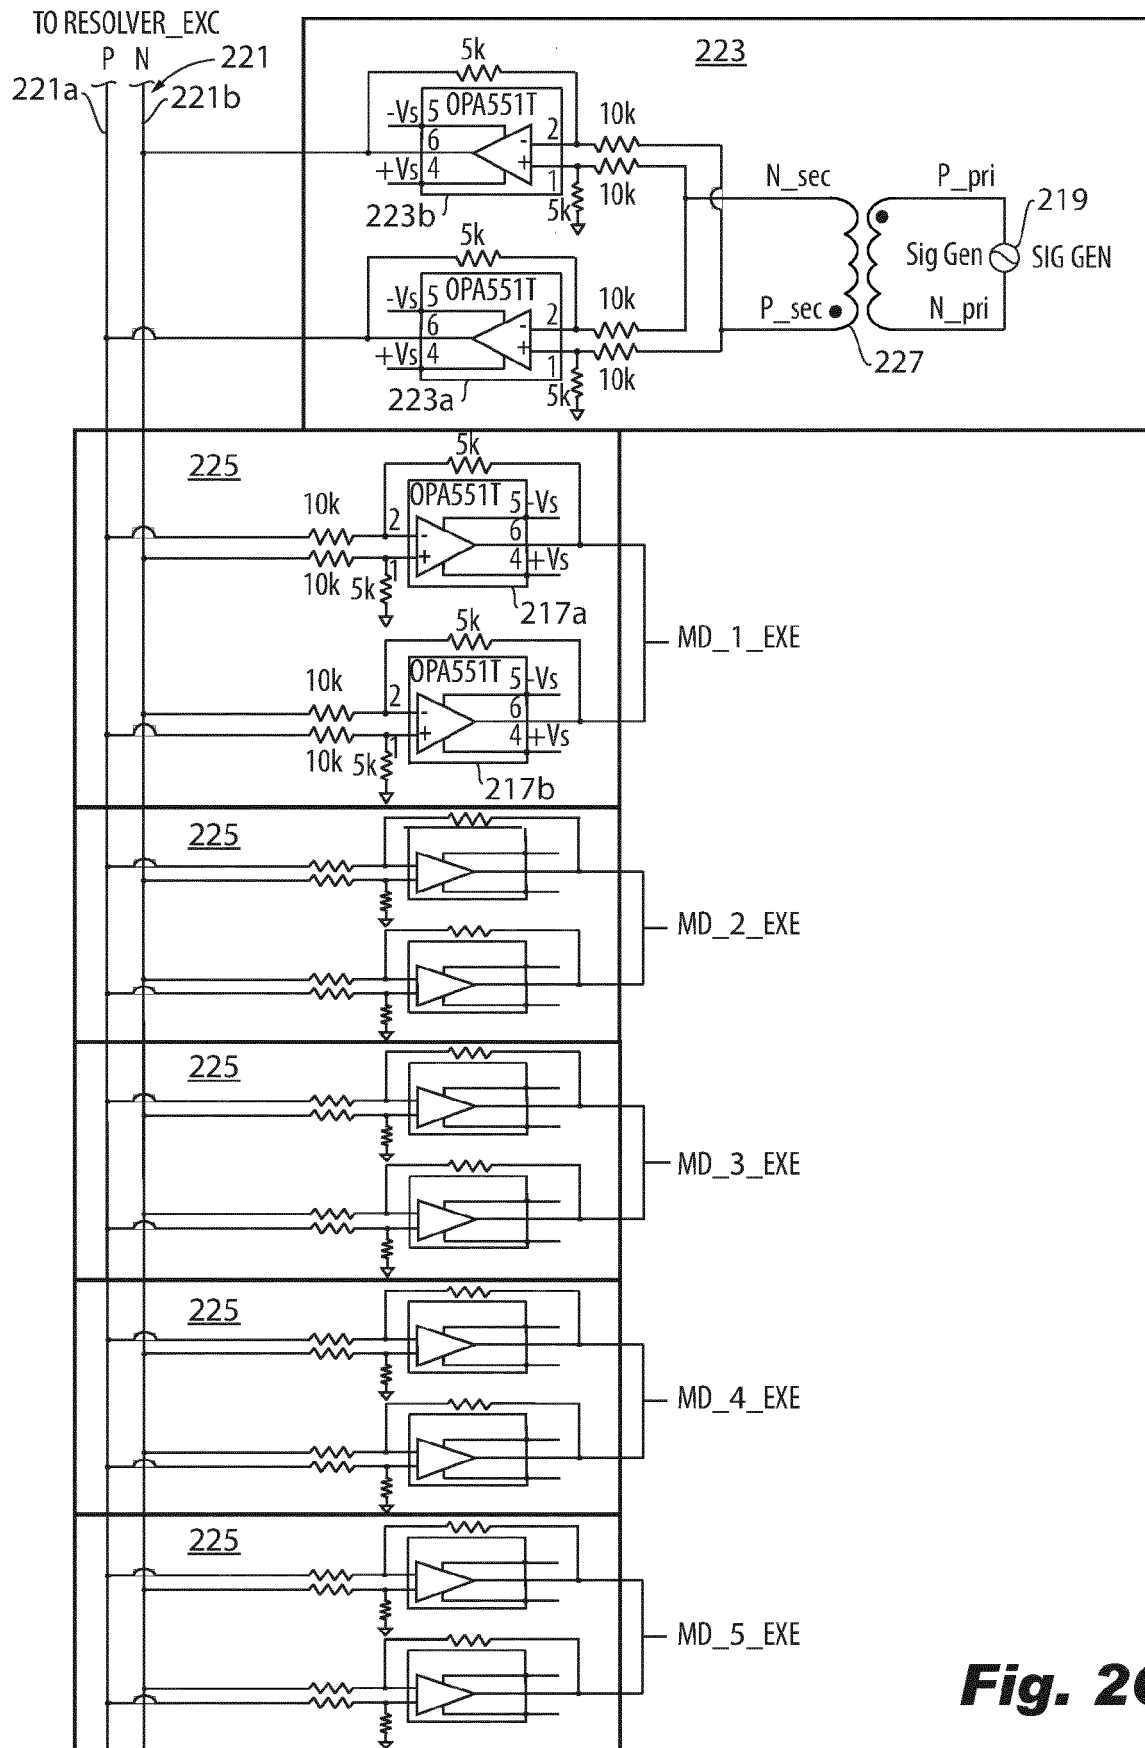 TO RESOLVER_EXC
P N
221
221a
221b
223
5k
OPA551T
-Vs 5
6
+Vs 4
2
-
+
1
10k
10k
5k
223b
5k
OPA551T
-Vs 5
6
+Vs 4
2
-
+
1
10k
10k
5k
223a
N_sec
P_sec
P_pri
N_pri
219
Sig Gen
SIG GEN
227
225
5k
OPA551T
10k
10k
2
-
+
1
5k
5 -Vs
6
4 +Vs
217a
5k
OPA551T
10k
10k
2
-
+
1
5k
5 -Vs
6
4 +Vs
217b
MD_1_EXE
225
MD_2_EXE
225
MD_3_EXE
225
MD_4_EXE
225
MD_5_EXE
Fig.